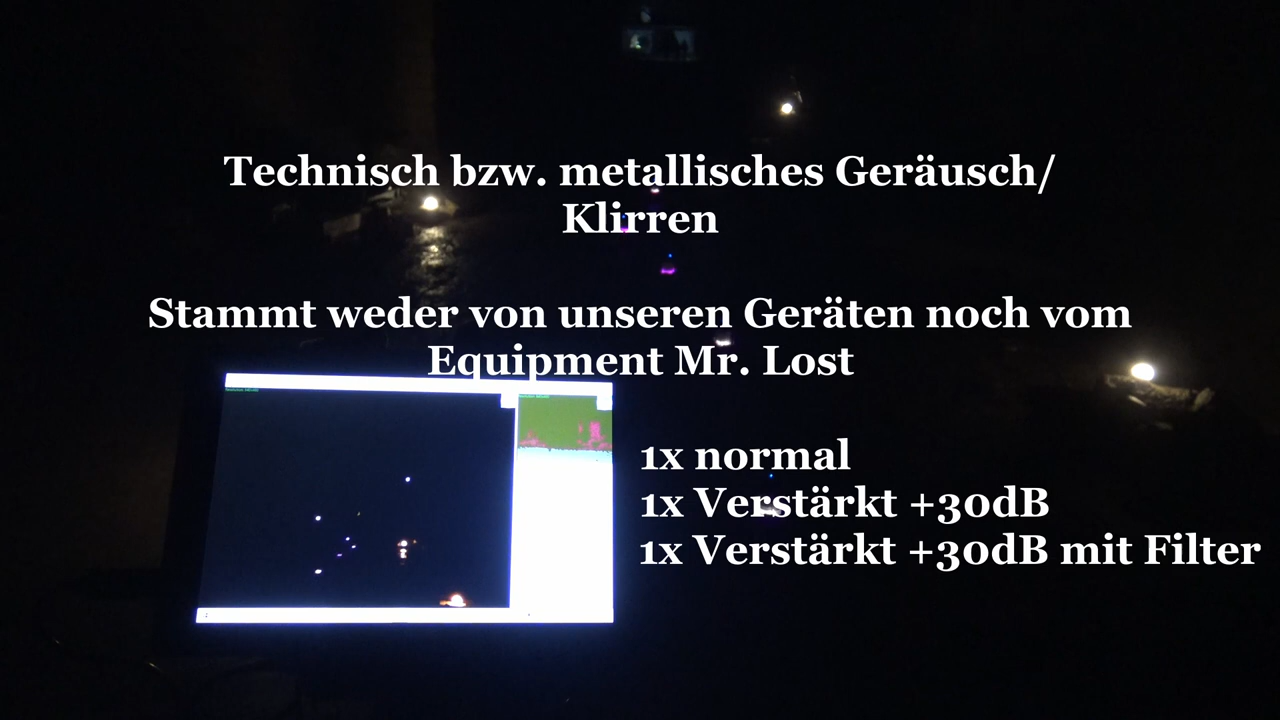 Technisch bzw. metallisches Geräusch/
Klirren
Stammt weder von unseren Geräten noch vom
Equipment Mr. Lost
1x normal
1x Verstärkt +30dB
1x Verstärkt +30dB mit Filter